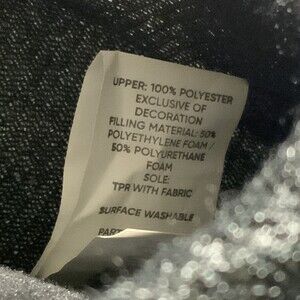 UPPER: 100% POLYESTER
EXCLUSIVE OF
DECORATION
FILLING MATERIAL: 50%
POLYETHYLENE FOAM /
50% POLYURETHANE
FOAM
SOLE:
TPR WITH FABRIC
SURFACE WASHABLE